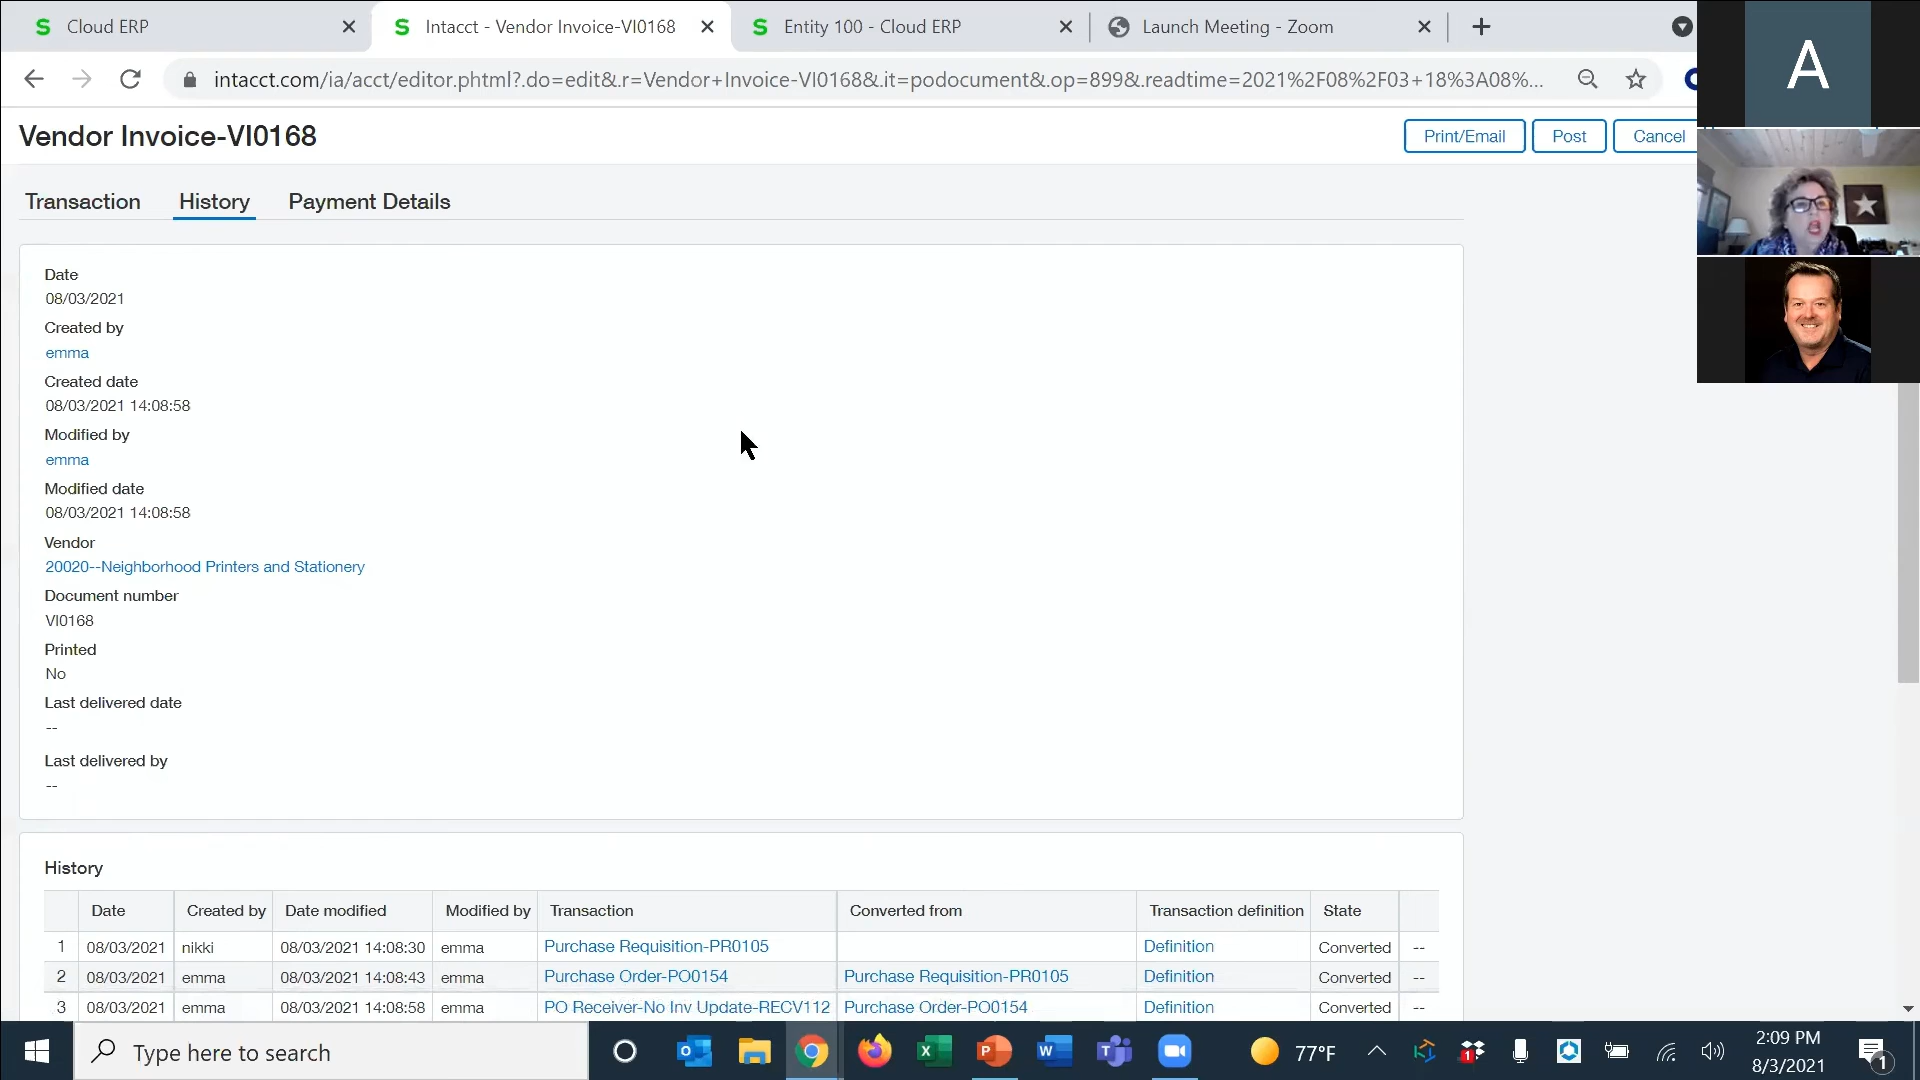 Cloud ERP
Intacct - Vendor Invoice-VI0168
Entity 100 - Cloud ERP
Launch Meeting - Zoom
intacct.com/ia/acct/editor.phtml?.do=edit&.r=Vendor+Invoice-VI0168&.it=podocument&.op=899&.readtime=2021%2F08%2F03+18%3A08%...
A
Vendor Invoice-VI0168
Print/Email Post Cancel
Transaction History Payment Details
Date
08/03/2021
Created by
emma
Created date
08/03/2021 14:08:58
Modified by
emma
Modified date
08/03/2021 14:08:58
Vendor
20020--Neighborhood Printers and Stationery
Document number
VI0168
Printed
No
Last delivered date
--
Last delivered by
--
History
Date Created by Date modified Modified by Transaction Converted from Transaction definition State
1 08/03/2021 nikki 08/03/2021 14:08:30 emma Purchase Requisition-PR0105 Definition Converted --
2 08/03/2021 emma 08/03/2021 14:08:43 emma Purchase Order-PO0154 Purchase Requisition-PR0105 Definition Converted --
3 08/03/2021 emma 08/03/2021 14:08:58 emma PO Receiver-No Inv Update-RECV112 Purchase Order-PO0154 Definition Converted --
Type here to search
77°F
2:09 PM
8/3/2021
1